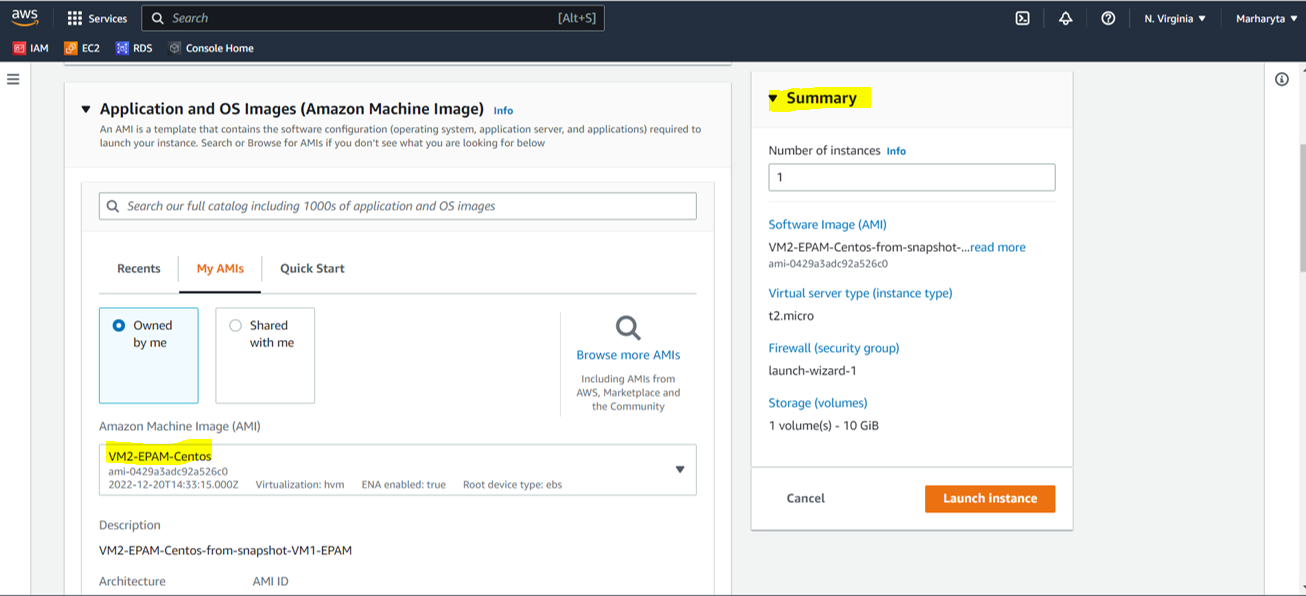 aws
Services
Search
[Alt+S]
N. Virginia
Marharyta
IAM
EC2
RDS
Console Home
Application and OS Images (Amazon Machine Image) Info
An AMI is a template that contains the software configuration (operating system, application server, and applications) required to
launch your instance. Search or Browse for AMIs if you don't see what you are looking for below
Search our full catalog including 1000s of application and OS images
Recents
My AMIs
Quick Start
Owned
by me
Shared
with me
Browse more AMIs
Including AMIs from
AWS, Marketplace and
the Community
Amazon Machine Image (AMI)
VM2-EPAM-Centos
ami-0429a3adc92a526c0
2022-12-20T14:33:15.000Z Virtualization: hvm ENA enabled: true Root device type: ebs
Description
VM2-EPAM-Centos-from-snapshot-VM1-EPAM
Architecture AMI ID
Summary
Number of instances Info
1
Software Image (AMI)
VM2-EPAM-Centos-from-snapshot-...read more
ami-0429a3adc92a526c0
Virtual server type (instance type)
t2.micro
Firewall (security group)
launch-wizard-1
Storage (volumes)
1 volume(s) - 10 GiB
Cancel
Launch instance